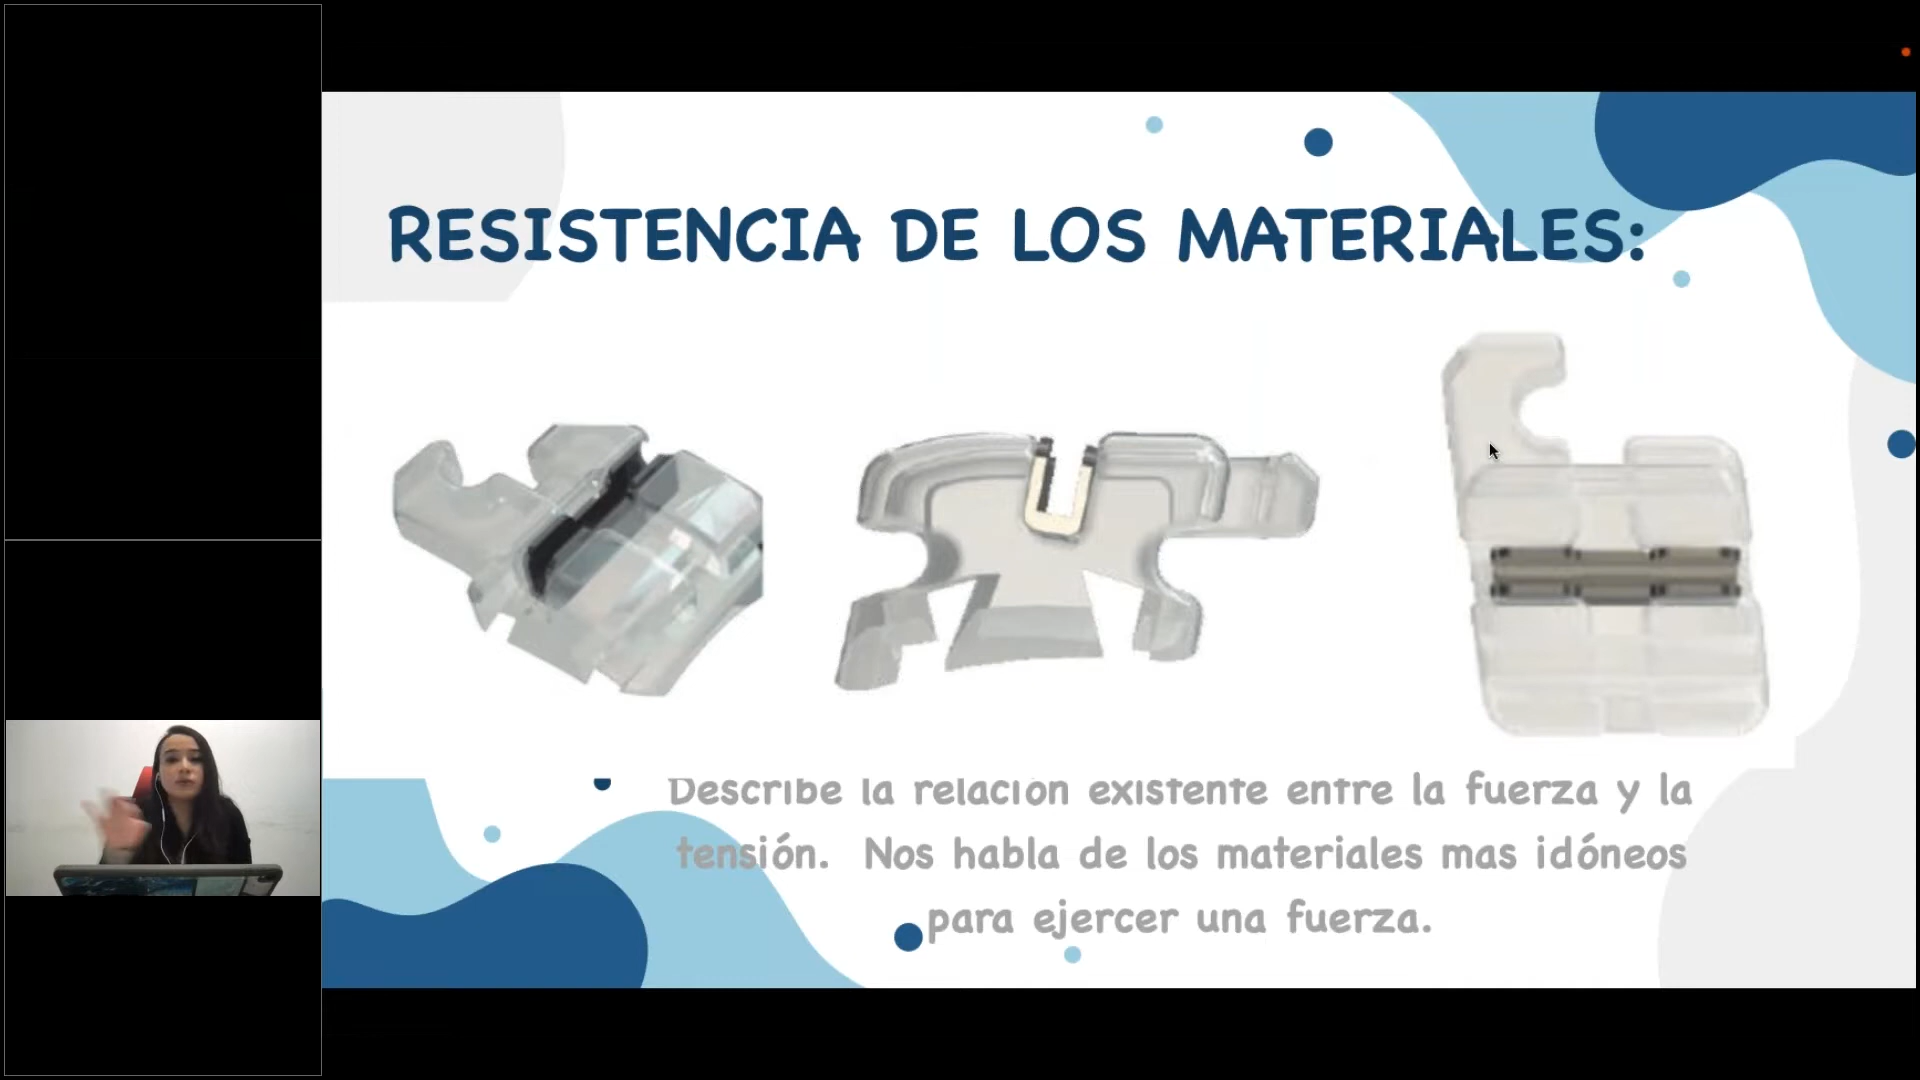 RESISTENCIA DE LOS MATERIALES:
Describe la relación existente entre la fuerza y la
tensión. Nos habla de los materiales mas idóneos
para ejercer una fuerza.